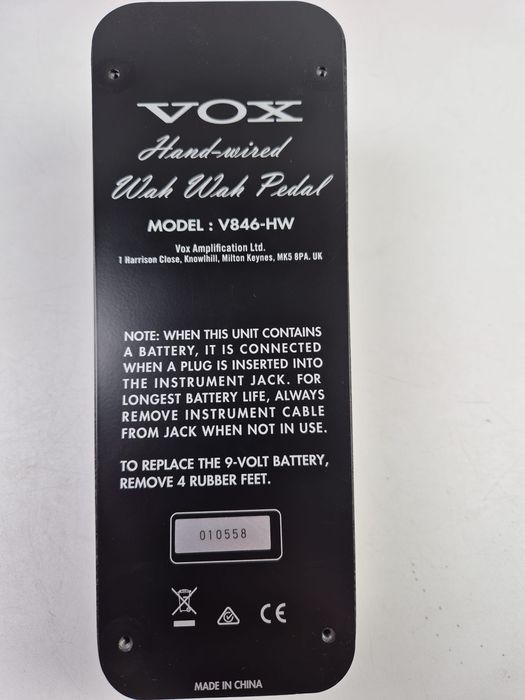 VOX
Hand-wired
Wah Wah Pedal
MODEL : V846-HW
Vox Amplification Ltd.
1 Harrison Close, Knowlhill, Milton Keynes, MK5 8PA. UK
NOTE: WHEN THIS UNIT CONTAINS
A BATTERY, IT IS CONNECTED
WHEN A PLUG IS INSERTED INTO
THE INSTRUMENT JACK. FOR
LONGEST BATTERY LIFE, ALWAYS
REMOVE INSTRUMENT CABLE
FROM JACK WHEN NOT IN USE.
TO REPLACE THE 9-VOLT BATTERY,
REMOVE 4 RUBBER FEET.
010558
CE
MADE IN CHINA